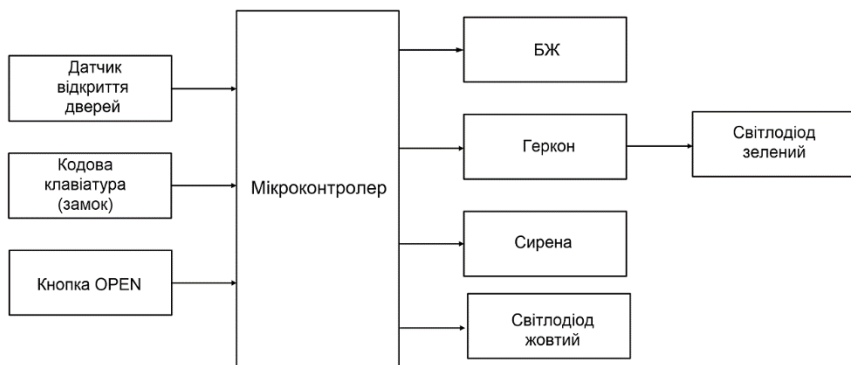 Датчик
відкриття
дверей
Кодова
клавіатура
(замок)
Кнопка OPEN
Мікроконтролер
БЖ
Геркон
Світлодіод
зелений
Сирена
Світлодіод
жовтий